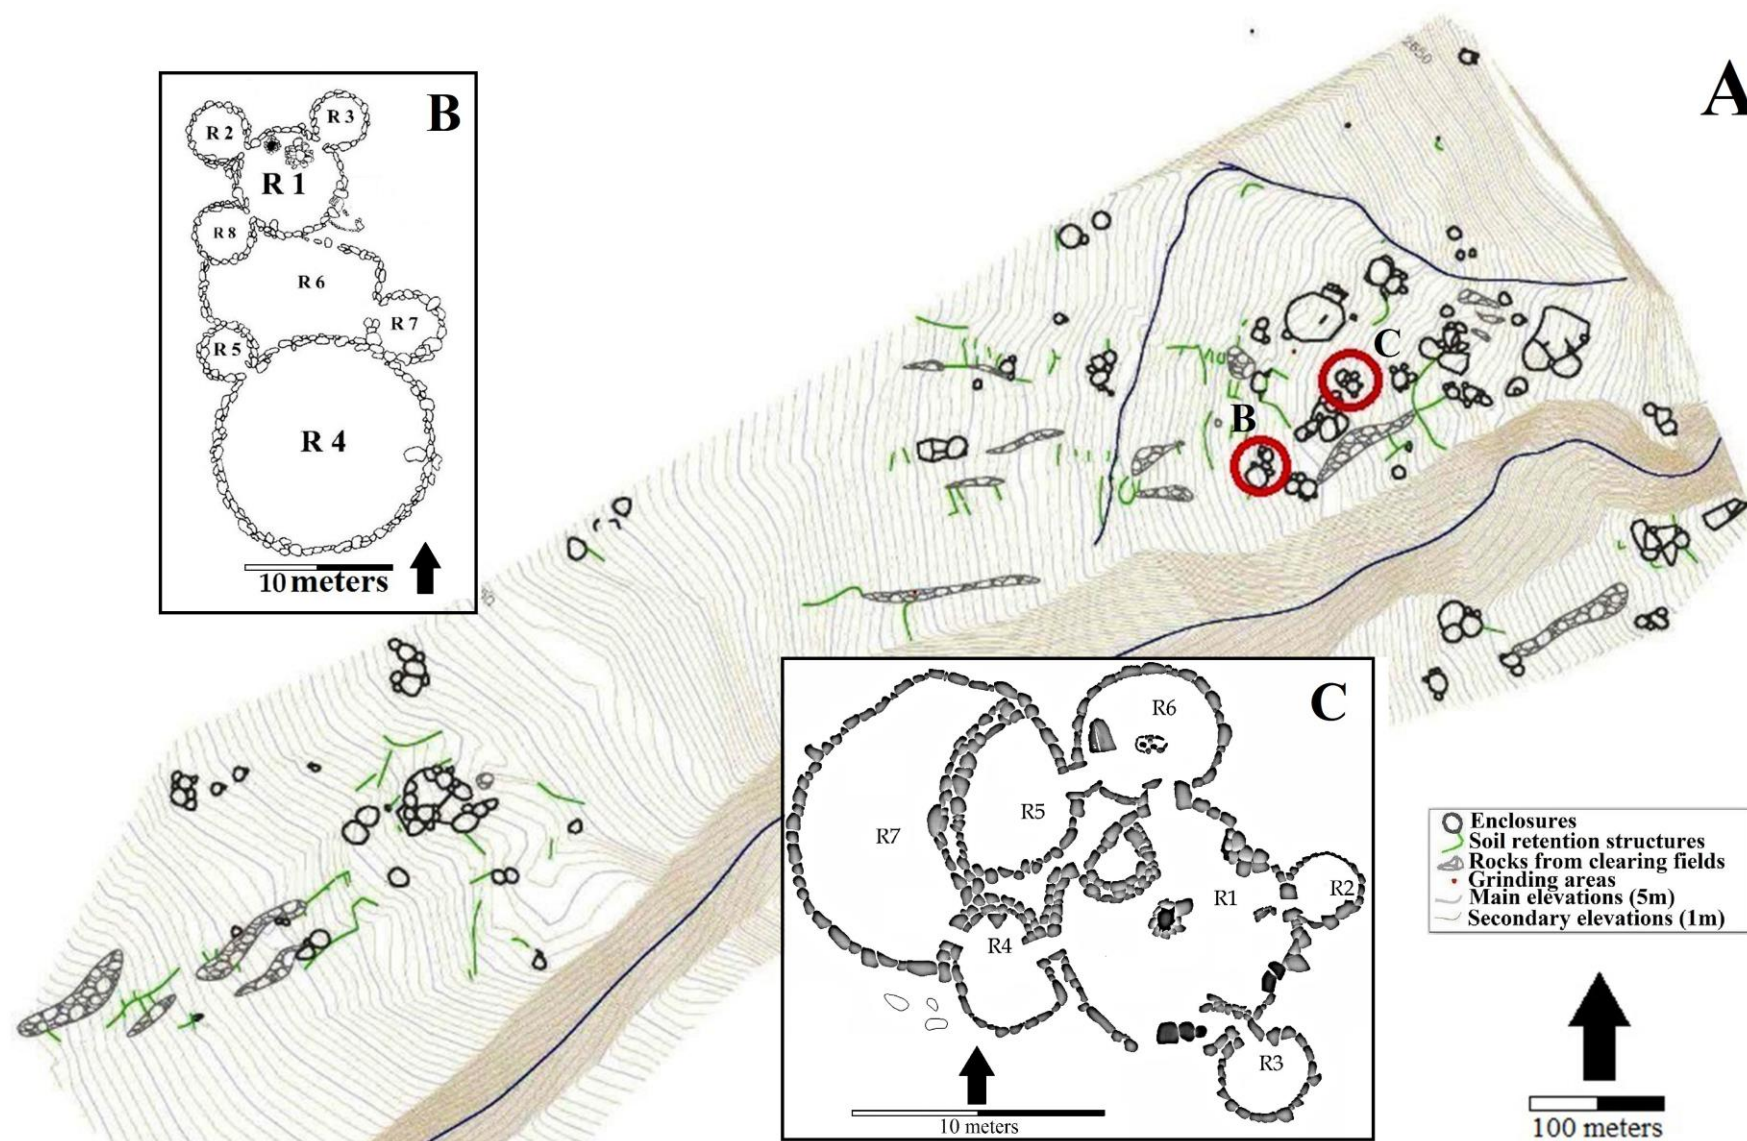 A
2650
B
R 2
R 3
R 1
R 8
R 6
R 7
R 5
R 4
10 meters
C
B
C
R6
R5
R7
R1
R2
R4
R3
10 meters
Enclosures
Soil retention structures
Rocks from clearing fields
Grinding areas
Main elevations (5m)
Secondary elevations (1m)
100 meters